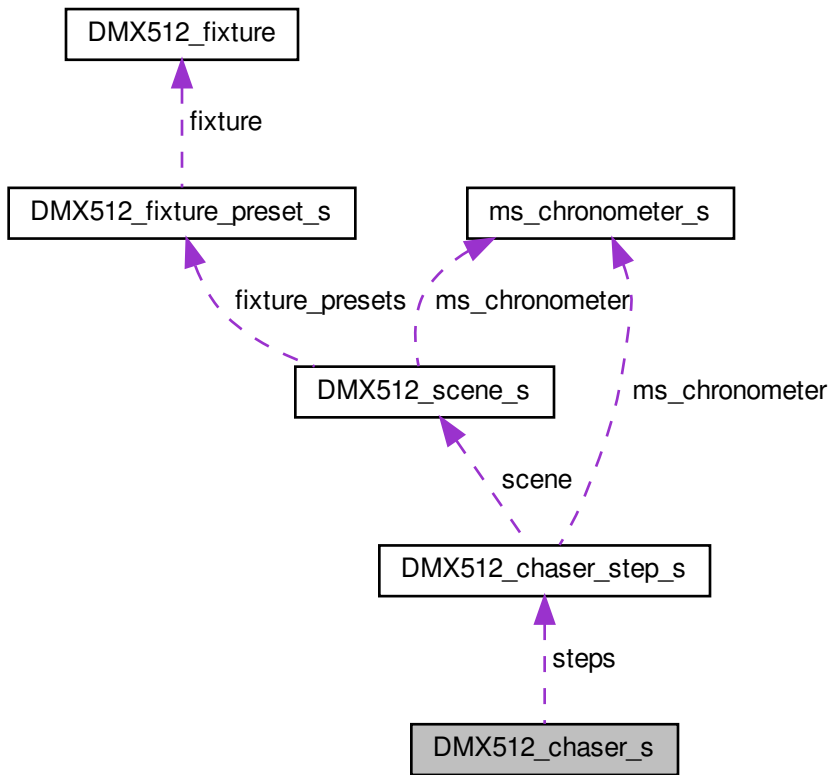 DMX512_fixture
fixture
DMX512_fixture_preset_s
ms_chronometer_s
fixture_presets
ms_chronometer
DMX512_scene_s
ms_chronometer
scene
DMX512_chaser_step_s
steps
DMX512_chaser_s